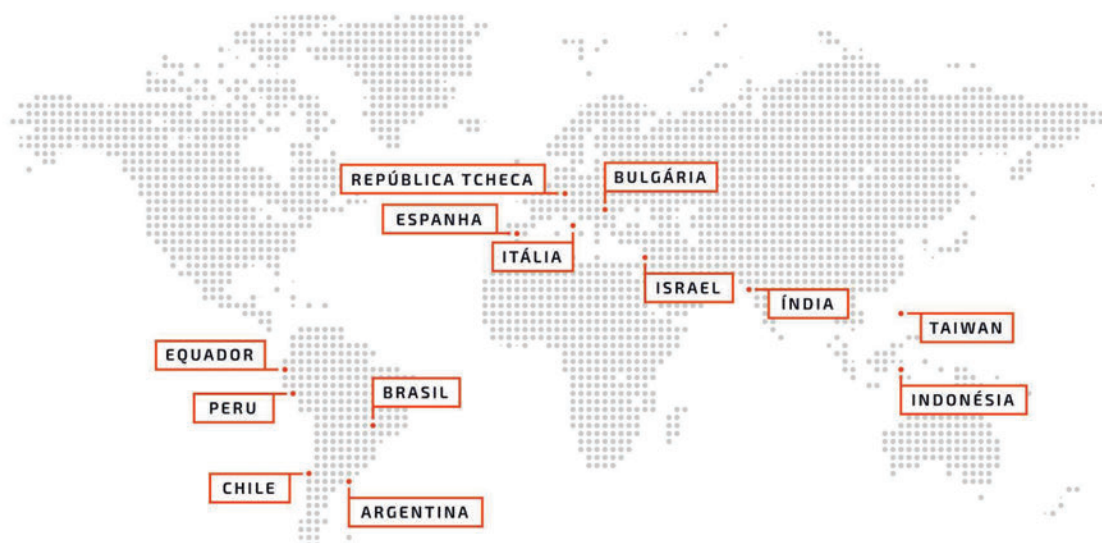 REPÚBLICA TCHECA
BULGÁRIA
ESPANHA
ITÁLIA
ISRAEL
ÍNDIA
TAIWAN
EQUADOR
BRASIL
PERU
INDONÉSIA
CHILE
ARGENTINA